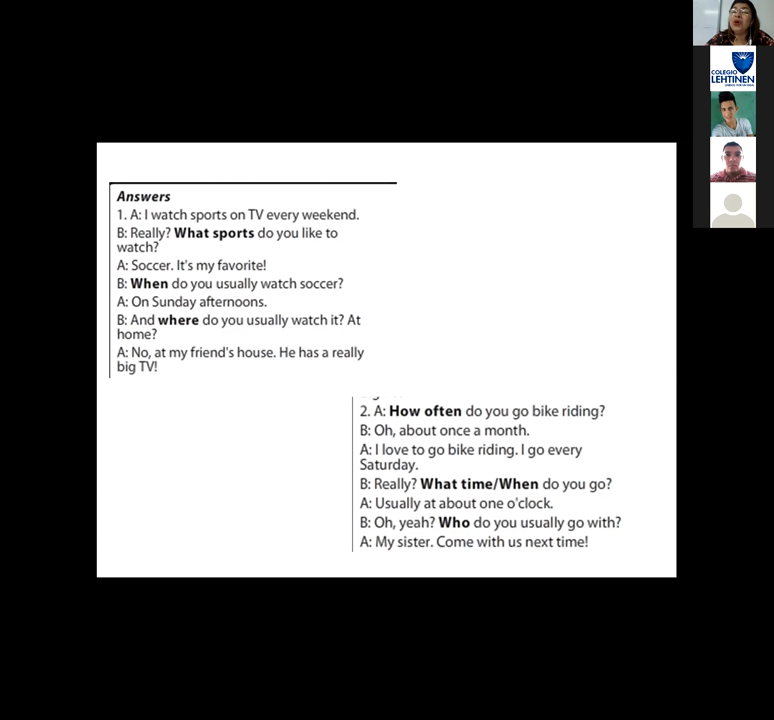 Answers
1. A: I watch sports on TV every weekend.
B: Really? What sports do you like to
watch?
A: Soccer. It's my favorite!
B: When do you usually watch soccer?
A: On Sunday afternoons.
B: And where do you usually watch it? At
home?
A: No, at my friend's house. He has a really
big TV!
2. A: How often do you go bike riding?
B: Oh, about once a month.
A: I love to go bike riding. I go every
Saturday.
B: Really? What time/When do you go?
A: Usually at about one o'clock.
B: Oh, yeah? Who do you usually go with?
A: My sister. Come with us next time!
COLEGIO
LEHTINEN